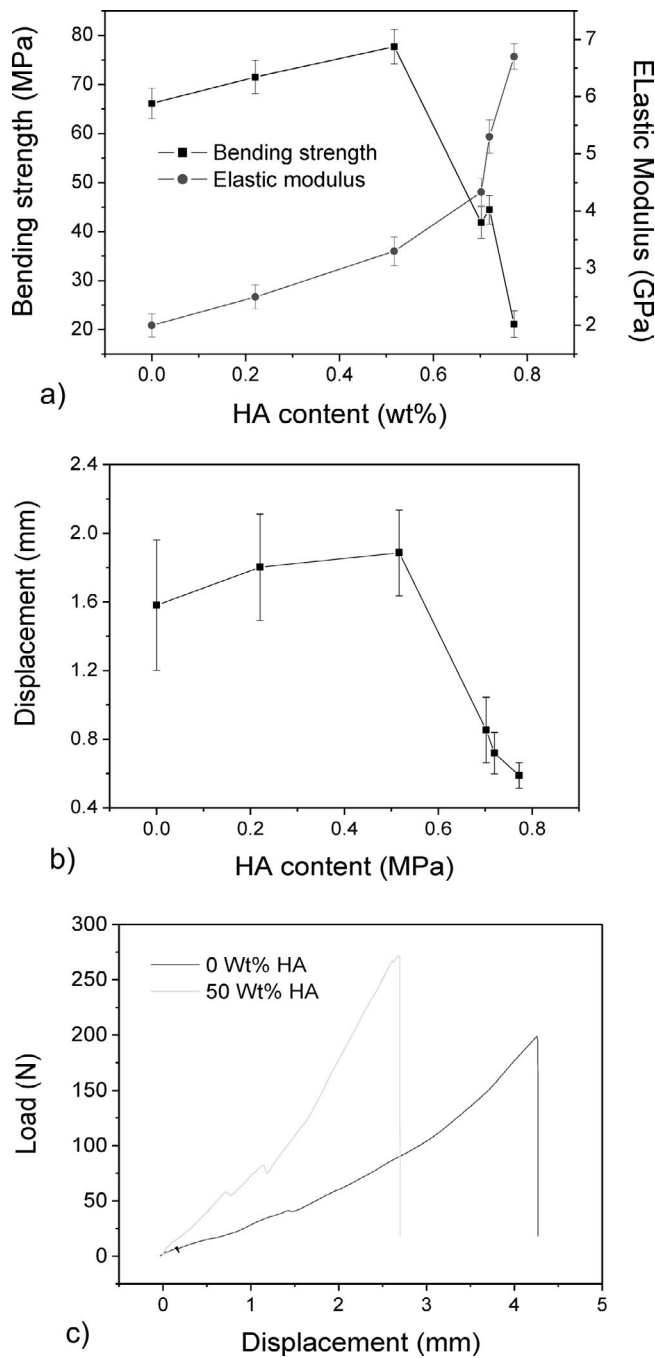 80
70
60
50
40
30
20
Bending strength (MPa)
Bending strength
Elastic modulus
7
6
5
4
3
2
ELastic Modulus (GPa)
0.0 0.2 0.4 0.6 0.8
HA content (wt%)
a)
2.4
2.0
1.6
1.2
0.8
0.4
Displacement (mm)
0.0 0.2 0.4 0.6 0.8
HA content (MPa)
b)
300
250
200
150
100
50
0
Load (N)
0 Wt% HA
50 Wt% HA
0 1 2 3 4 5
Displacement (mm)
c)